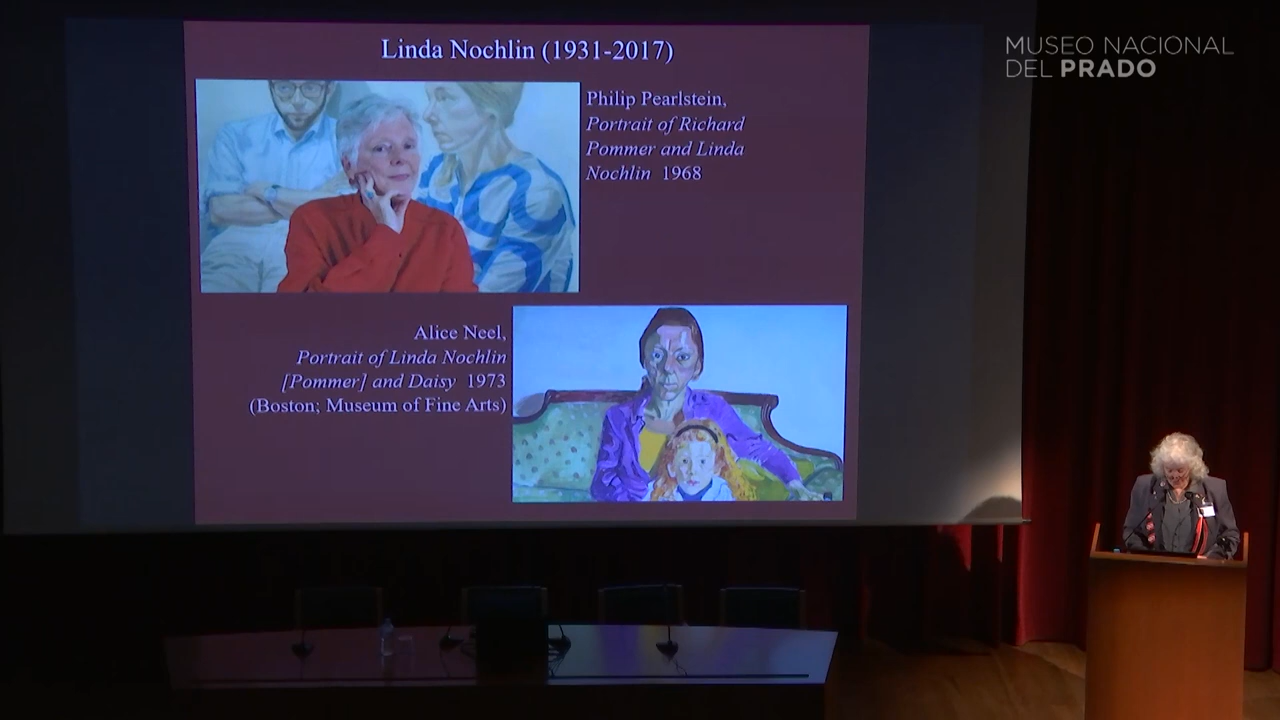 Linda Nochlin (1931-2017)
Philip Pearlstein,
Portrait of Richard
Pommer and Linda
Nochlin 1968
Alice Neel,
Portrait of Linda Nochlin
[Pommer] and Daisy 1973
(Boston; Museum of Fine Arts)
MUSEO NACIONAL
DEL PRADO